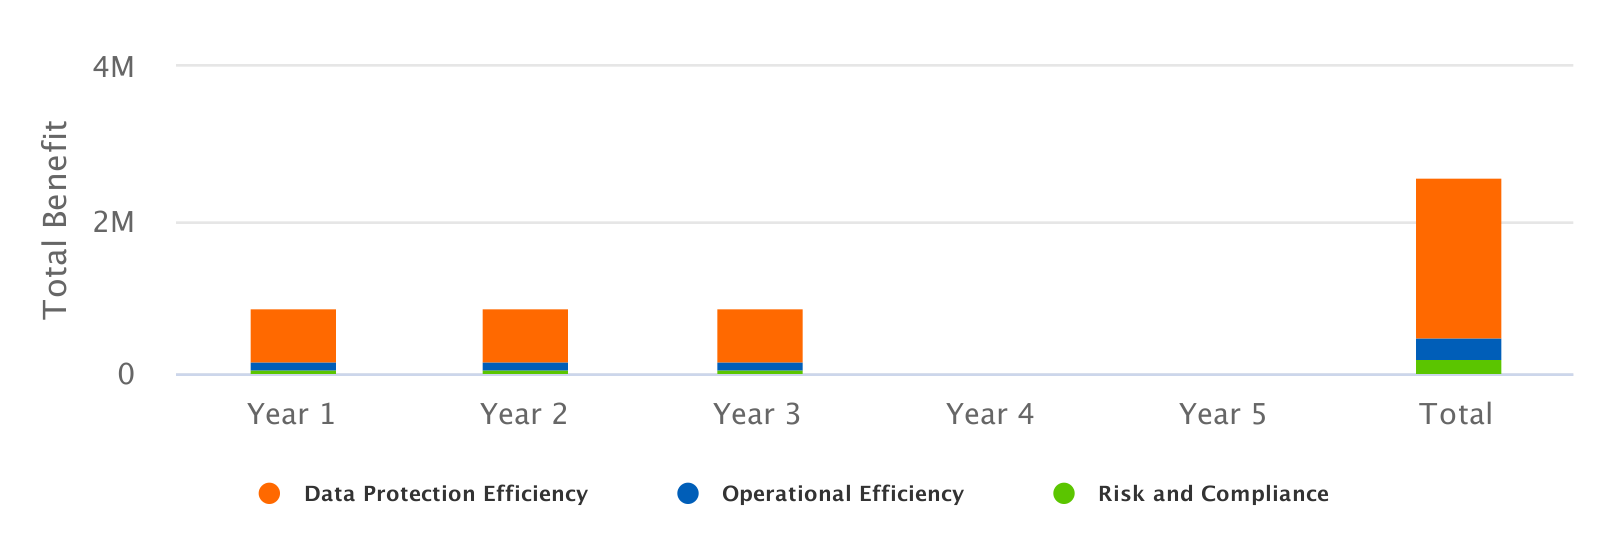 Total Benefit
4M
2M
0
Year 1 Year 2 Year 3 Year 4 Year 5 Total
Data Protection Efficiency Operational Efficiency Risk and Compliance